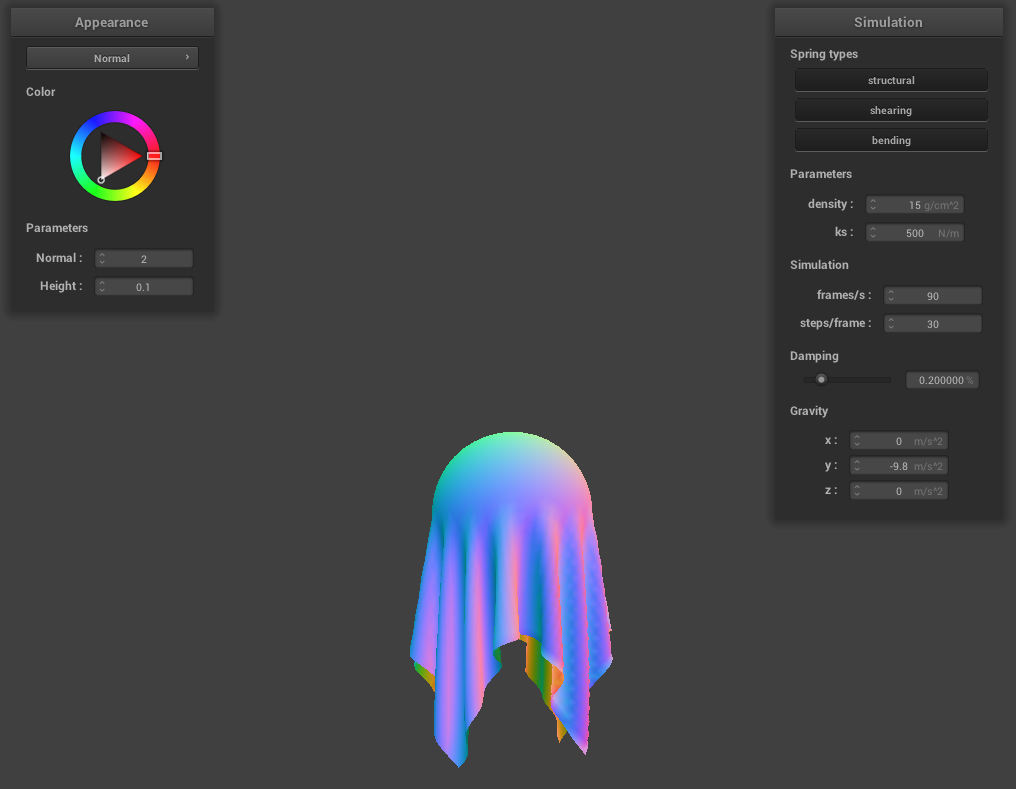 Appearance
Normal
Color
Parameters
Normal : 2
Height : 0.1
Simulation
Spring types
structural
shearing
bending
Parameters
density : 15 g/cm^2
ks : 500 N/m
Simulation
frames/s : 90
steps/frame : 30
Damping
0.200000 %
Gravity
x : 0 m/s^2
y : -9.8 m/s^2
z : 0 m/s^2